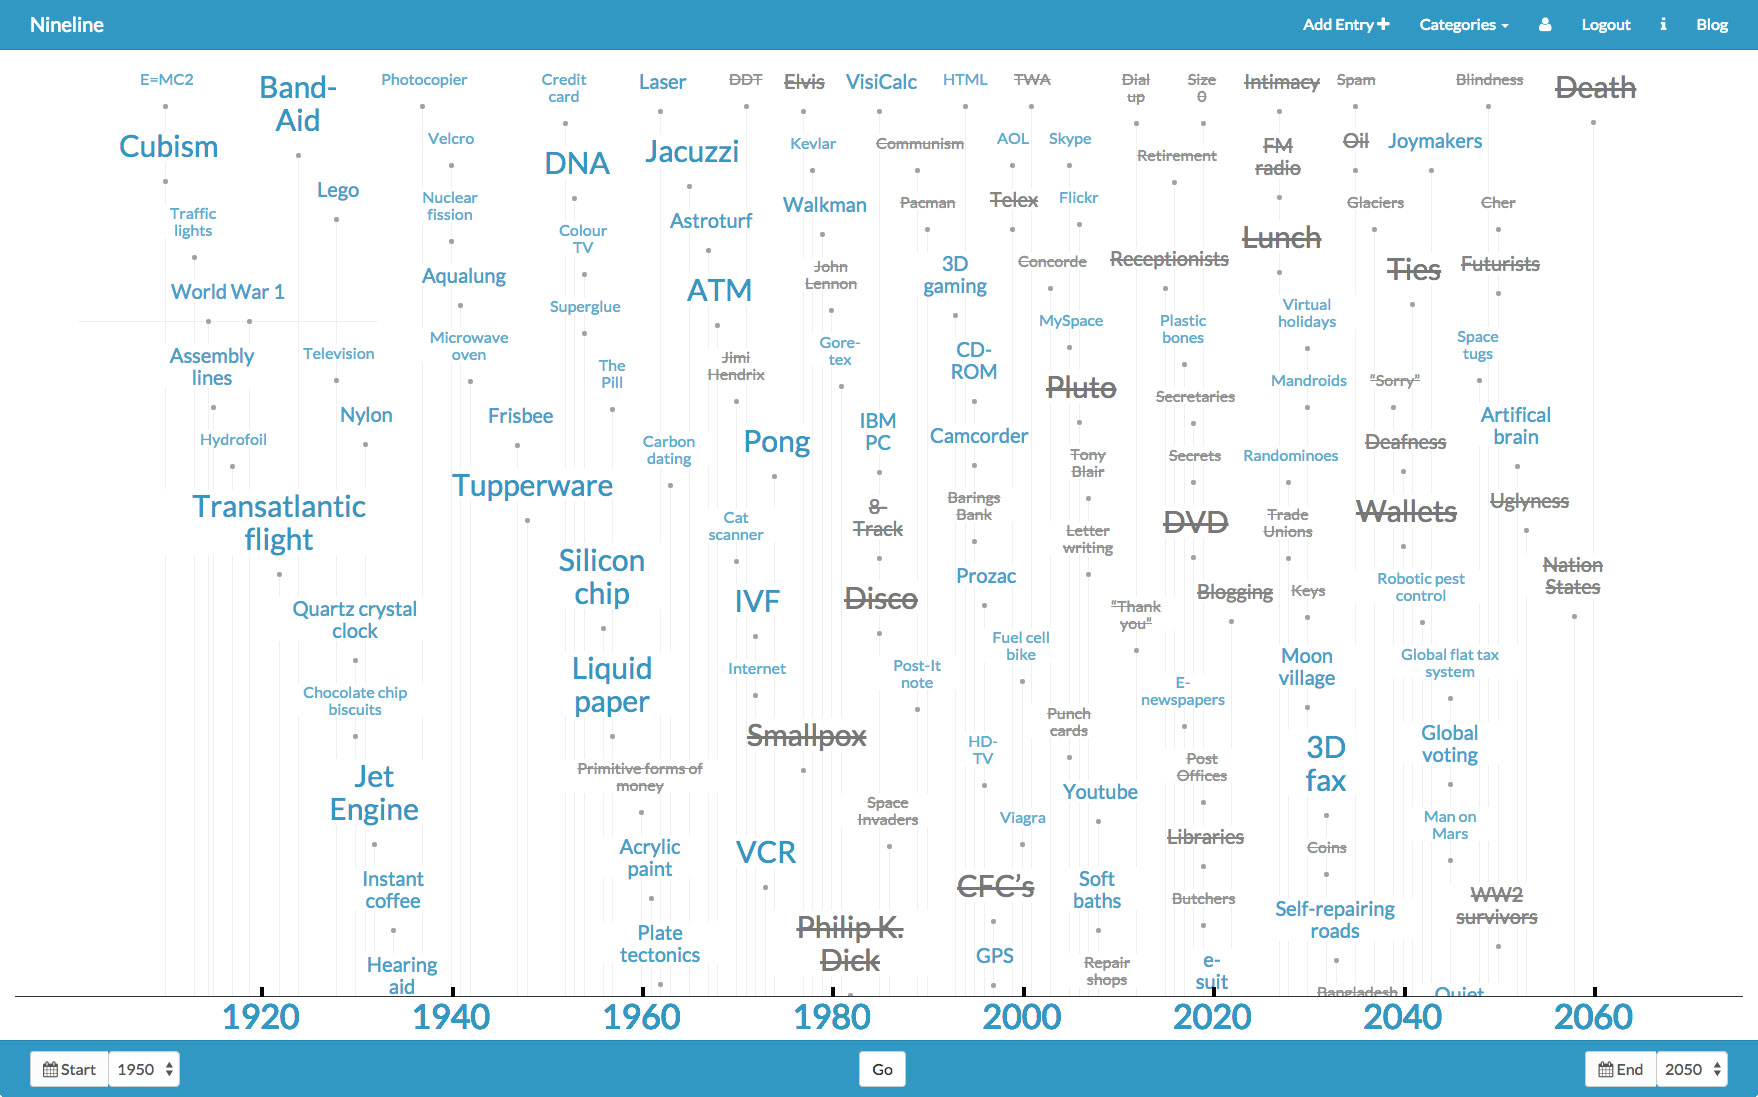 Nineline
Add Entry
Categories
Logout
i
Blog
E=MC2
Band-
Aid
Photocopier
Credit
card
Laser
DDT
Elvis
VisiCalc
HTML
TWA
Dial
up
Size
0
Intimacy
Spam
Blindness
Death
Cubism
Velcro
DNA
Jacuzzi
Kevlar
Communism
AOL
Skype
Retirement
FM
radio
Oil
Joymakers
Lego
Nuclear
fission
Walkman
Pacman
Telex
Flickr
Glaciers
Cher
Traffic
lights
Colour
TV
Astroturf
Lunch
World War 1
Aqualung
Superglue
ATM
John
Lennon
3D
gaming
Concorde
Receptionists
Ties
Futurists
Virtual
holidays
Assembly
lines
Television
Microwave
oven
The
Pill
Jimi
Hendrix
Gore-
tex
CD-
ROM
MySpace
Plastic
bones
Space
tugs
Nylon
Frisbee
Pluto
Secretaries
Mandroids
“Sorry”
Hydrofoil
Carbon
dating
Pong
IBM
PC
Camcorder
Tony
Blair
Secrets
Randominoes
Deafness
Artifical
brain
Transatlantic
flight
Tupperware
Cat
scanner
8-
Track
Barings
Bank
Letter
writing
DVD
Trade
Unions
Wallets
Uglyness
Silicon
chip
IVF
Disco
Prozac
“Thank
you”
Blogging
Keys
Robotic pest
control
Nation
States
Quartz crystal
clock
Liquid
paper
Internet
Post-It
note
Fuel cell
bike
E-
newspapers
Moon
village
Global flat tax
system
Chocolate chip
biscuits
Smallpox
Punch
cards
HD-
TV
Post
Offices
3D
fax
Global
voting
Jet
Engine
Primitive forms of
money
Space
Invaders
Viagra
Youtube
Libraries
Coins
Man on
Mars
Instant
coffee
Acrylic
paint
VCR
CFC’s
Soft
baths
Butchers
Self-repairing
roads
WW2
survivors
Hearing
aid
Plate
tectonics
Philip K.
Dick
GPS
Repair
shops
e-
suit
Bangladesh
Quiet
1920
1940
1960
1980
2000
2020
2040
2060
Start
1950
Go
End
2050